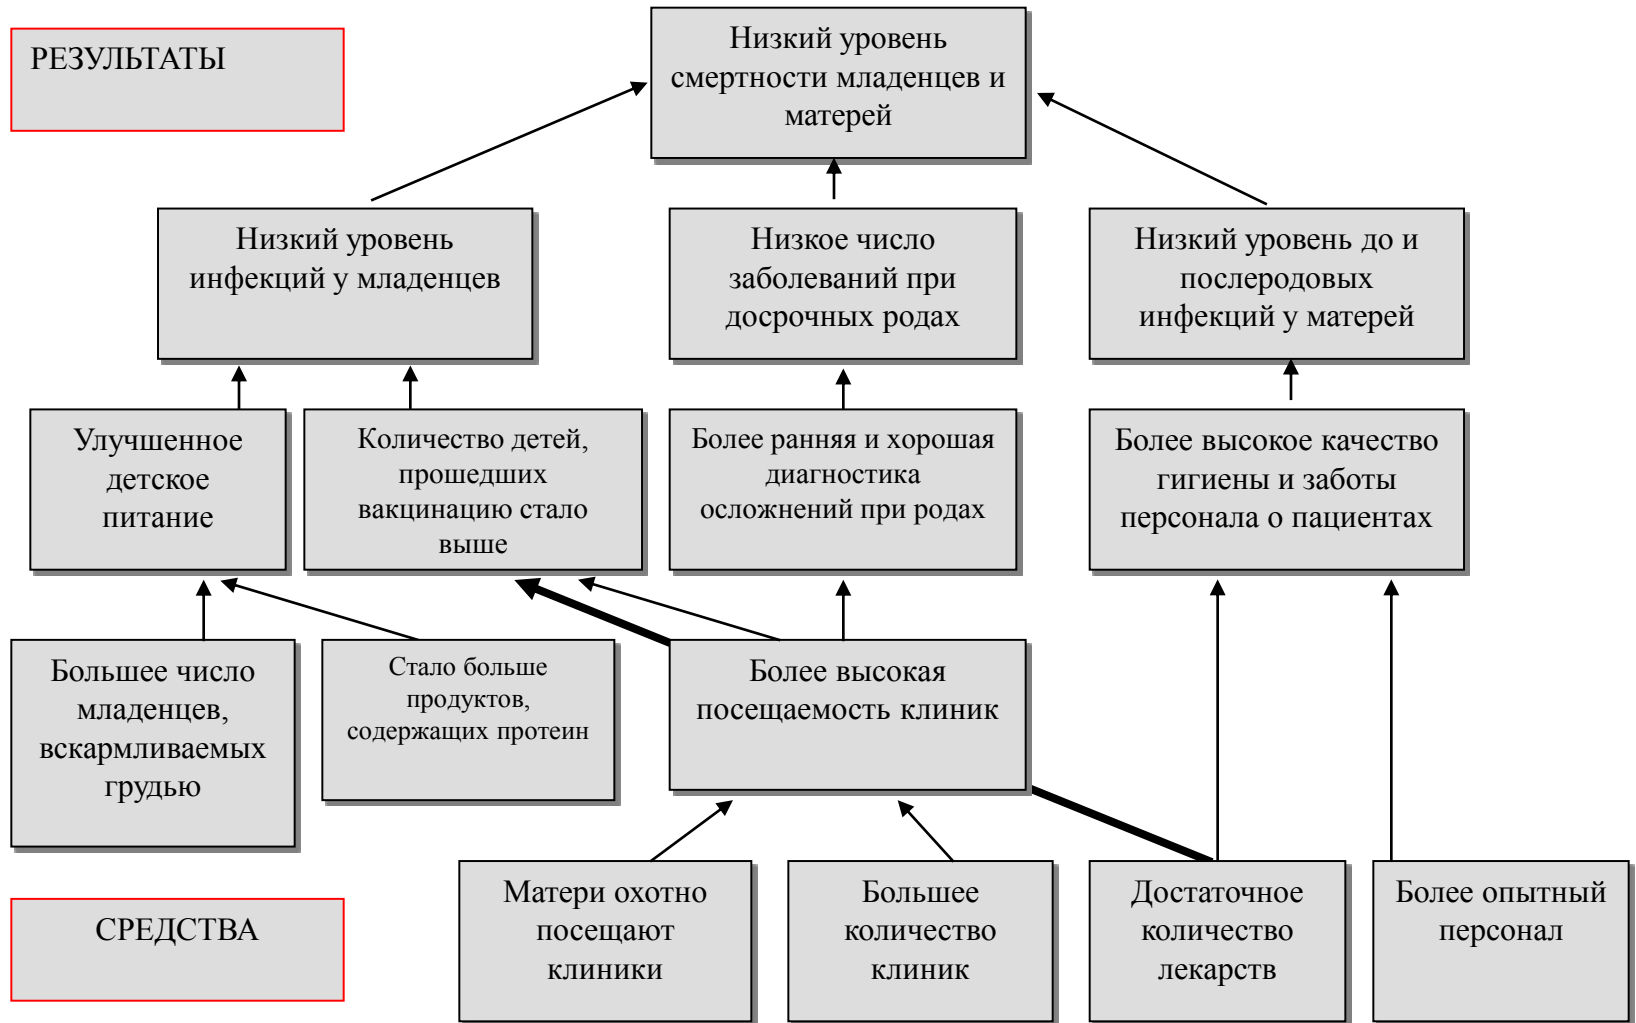 РЕЗУЛЬТАТЫ
Низкий уровень
смертности младенцев и
матерей
Низкий уровень
инфекций у младенцев
Низкое число
заболеваний при
досрочных родах
Низкий уровень до и
послеродовых
инфекций у матерей
Улучшенное
детское
питание
Количество детей,
прошедших
вакцинацию стало
выше
Более ранняя и хорошая
диагностика
осложнений при родах
Более высокое качество
гигиены и заботы
персонала о пациентах
Большее число
младенцев,
вскармливаемых
грудью
Стало больше
продуктов,
содержащих протеин
Более высокая
посещаемость клиник
СРЕДСТВА
Матери охотно
посещают
клиники
Большее
количество
клиник
Достаточное
количество
лекарств
Более опытный
персонал